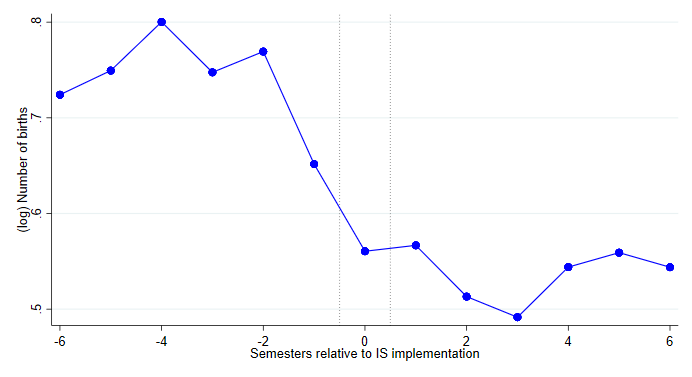 (log) Number of births
.8
.7
.6
.5
-6 -4 -2 0 2 4 6
Semesters relative to IS implementation